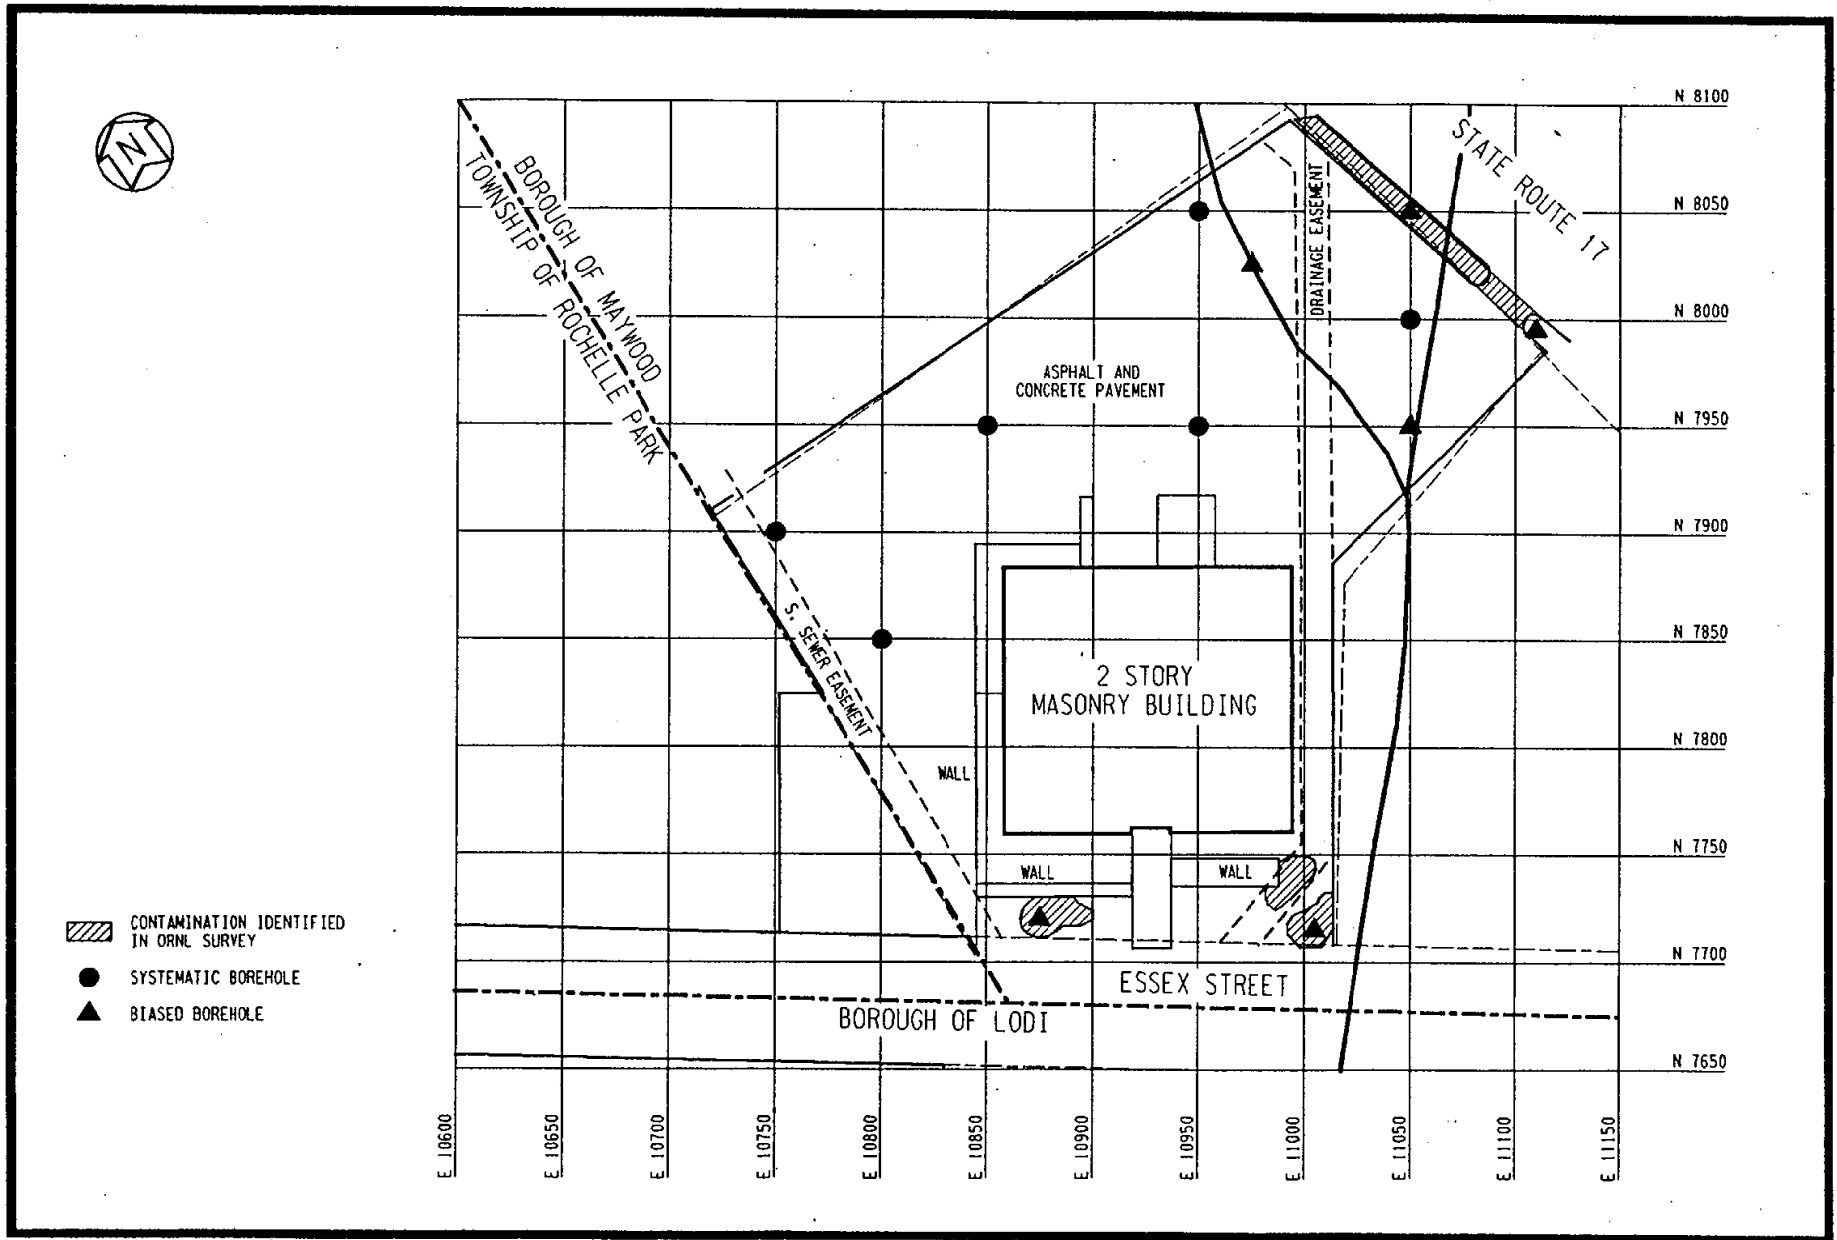 N
N 8100
STATE ROUTE 17
BOROUGH OF MAYWOOD
TOWNSHIP OF ROCHELLE PARK
DRAINAGE EASEMENT
N 8050
N 8000
ASPHALT AND
CONCRETE PAVEMENT
N 7950
N 7900
S. SEWER EASEMENT
N 7850
2 STORY
MASONRY BUILDING
N 7800
WALL
N 7750
WALL
WALL
CONTAMINATION IDENTIFIED
IN ORNL SURVEY
SYSTEMATIC BOREHOLE
BIASED BOREHOLE
N 7700
ESSEX STREET
BOROUGH OF LODI
N 7650
E 10600
E 10650
E 10700
E 10750
E 10800
E 10850
E 10900
E 10950
E 11000
E 11050
E 11100
E 11150